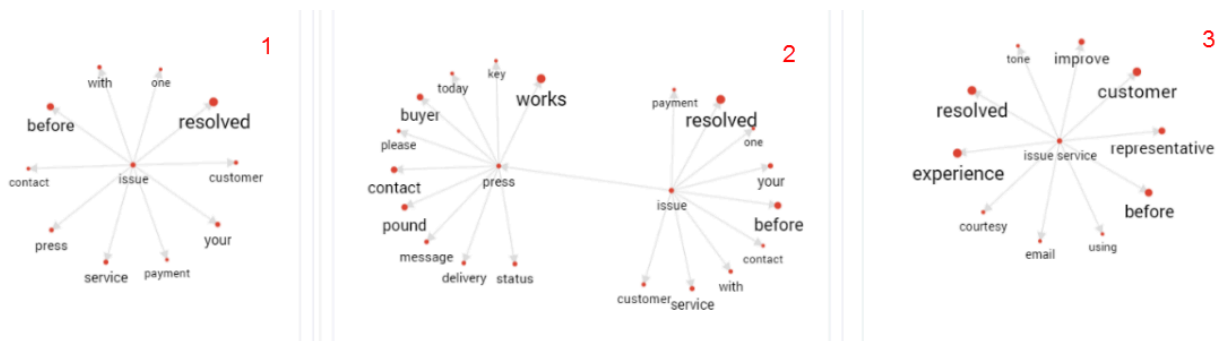 1
with
one
before
resolved
contact
issue
customer
press
your
service
payment
2
key
today
works
buyer
please
contact
press
pound
message
delivery
status
payment
resolved
one
your
issue
before
contact
with
customer
service
3
tone
improve
customer
resolved
representative
issue service
experience
before
courtesy
using
email